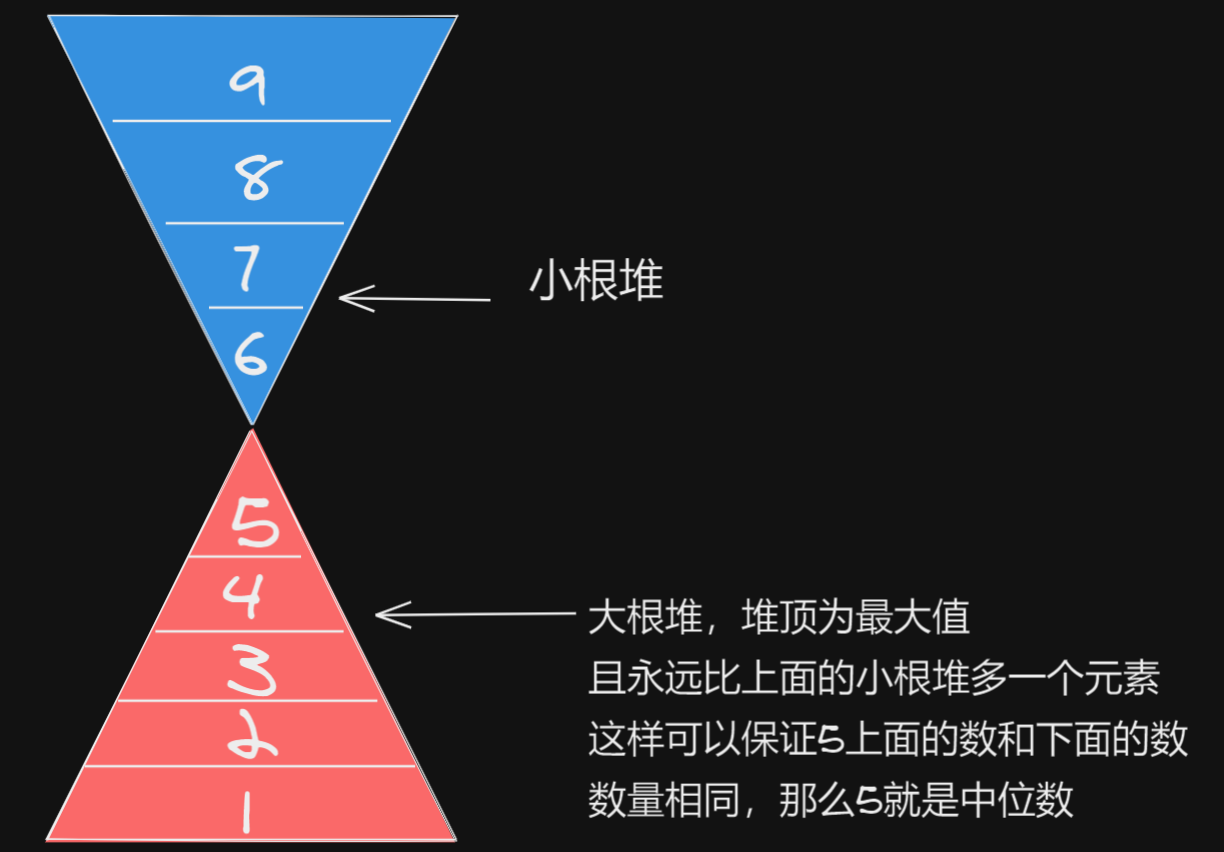 9
8
7
小根堆
6
5
4
大根堆，堆顶为最大值
3
且永远比上面的小根堆多一个元素
2
这样可以保证5上面的数和下面的数
1
数量相同，那么5就是中位数